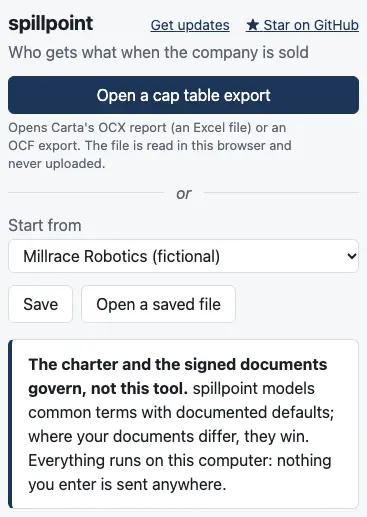 spillpoint
Get updates
★ Star on GitHub
Who gets what when the company is sold
Open a cap table export
Opens Carta's OCX report (an Excel file) or an
OCF export. The file is read in this browser and
never uploaded.
or
Start from
Millrace Robotics (fictional)
Save
Open a saved file
The charter and the signed documents
govern, not this tool. spillpoint models
common terms with documented defaults;
where your documents differ, they win.
Everything runs on this computer: nothing
you enter is sent anywhere.